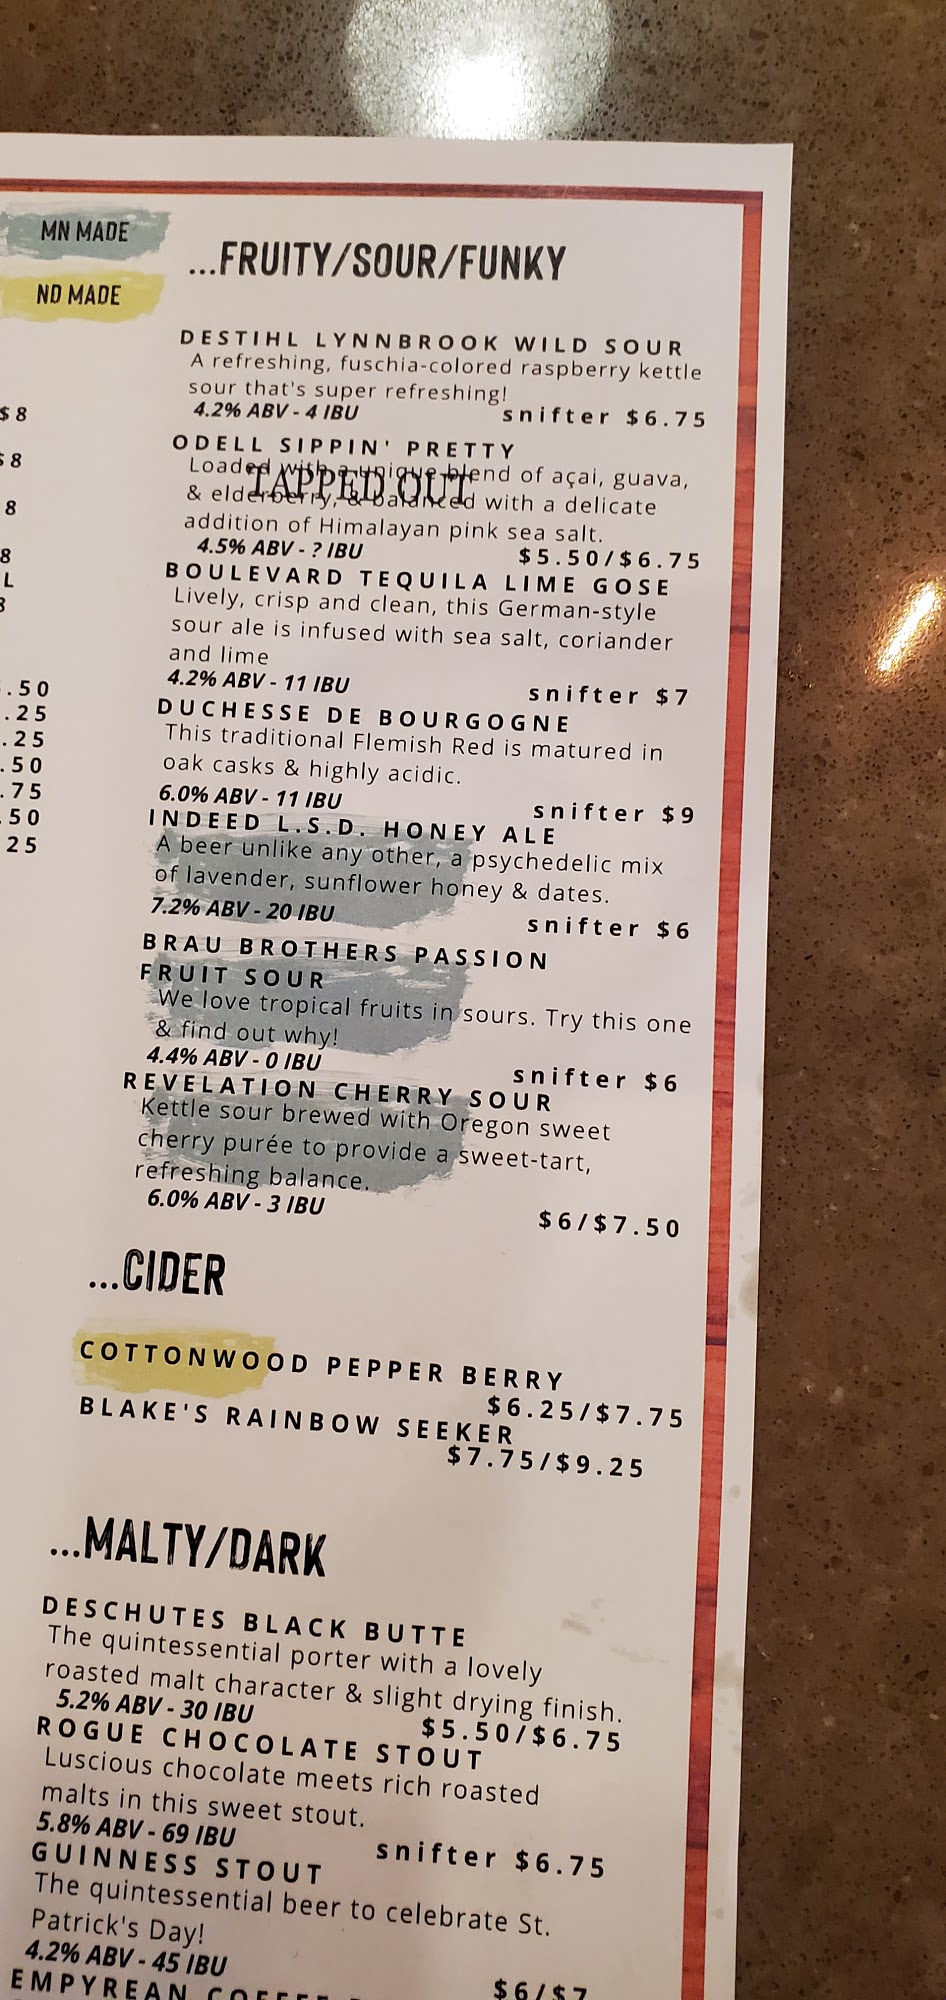 MN MADE
ND MADE
$8
$8
8
8
L
.50
.25
.25
.50
.75
.50
25
...FRUITY/SOUR/FUNKY
DESTIHL LYNNBROOK WILD SOUR
A refreshing, fuschia-colored raspberry kettle
sour that's super refreshing!
4.2% ABV - 4 IBU snifter $6.75
ODELL SIPPIN' PRETTY
Loaded with a unique blend of açai, guava,
TAPPED OUT
& elderberry, & balanced with a delicate
addition of Himalayan pink sea salt.
4.5% ABV - ? IBU $5.50/$6.75
BOULEVARD TEQUILA LIME GOSE
Lively, crisp and clean, this German-style
sour ale is infused with sea salt, coriander
and lime
4.2% ABV - 11 IBU snifter $7
DUCHESSE DE BOURGOGNE
This traditional Flemish Red is matured in
oak casks & highly acidic.
6.0% ABV - 11 IBU snifter $9
INDEED L.S.D. HONEY ALE
A beer unlike any other, a psychedelic mix
of lavender, sunflower honey & dates.
7.2% ABV - 20 IBU snifter $6
BRAU BROTHERS PASSION
FRUIT SOUR
We love tropical fruits in sours. Try this one
& find out why!
4.4% ABV - 0 IBU snifter $6
REVELATION CHERRY SOUR
Kettle sour brewed with Oregon sweet
cherry purée to provide a sweet-tart,
refreshing balance.
6.0% ABV - 3 IBU $6/$7.50
...CIDER
COTTONWOOD PEPPER BERRY
$6.25/$7.75
BLAKE'S RAINBOW SEEKER
$7.75/$9.25
...MALTY/DARK
DESCHUTES BLACK BUTTE
The quintessential porter with a lovely
roasted malt character & slight drying finish.
5.2% ABV - 30 IBU $5.50/$6.75
ROGUE CHOCOLATE STOUT
Luscious chocolate meets rich roasted
malts in this sweet stout.
5.8% ABV - 69 IBU snifter $6.75
GUINNESS STOUT
The quintessential beer to celebrate St.
Patrick's Day!
4.2% ABV - 45 IBU $6/$7
EMPYREAN COFFEE